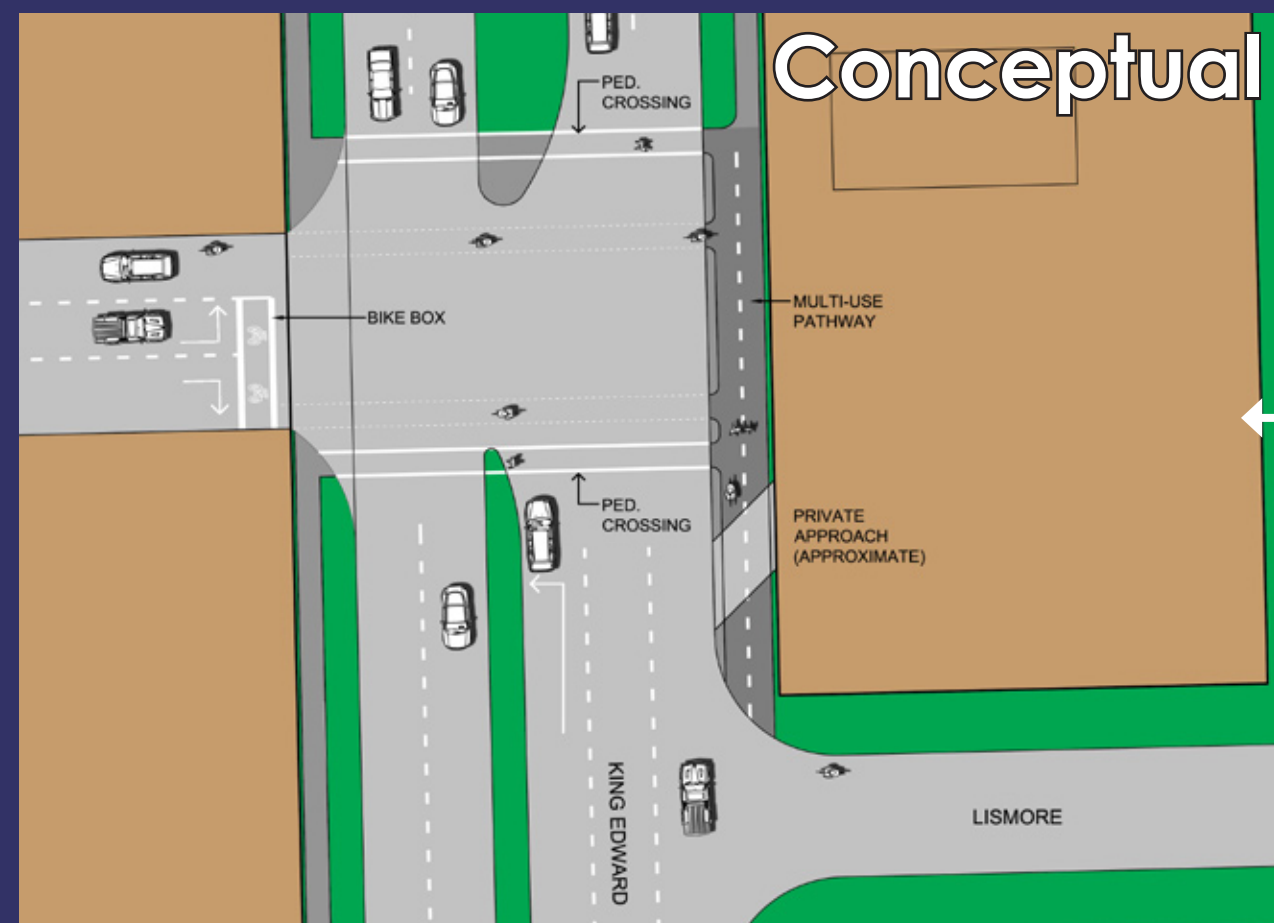 Conceptual
PED.
CROSSING
MULTI-USE
PATHWAY
BIKE BOX
PED.
CROSSING
PRIVATE
APPROACH
(APPROXIMATE)
KING EDWARD
LISMORE